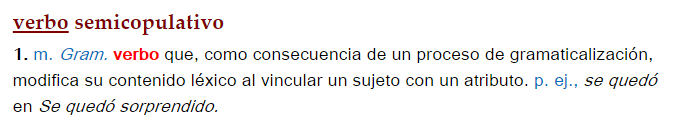 verbo semicopulativo
1. m. Gram. verbo que, como consecuencia de un proceso de gramaticalización,
modifica su contenido léxico al vincular un sujeto con un atributo. p. ej., se quedó
en Se quedó sorprendido.